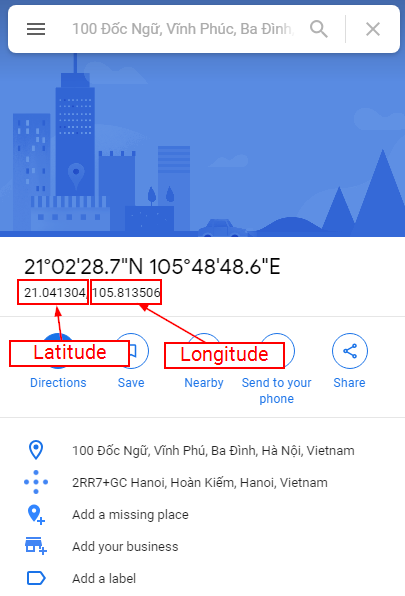 100 Đốc Ngữ, Vĩnh Phúc, Ba Đình,
21°02'28.7"N 105°48'48.6"E
21.041304, 105.813506
Latitude
Longitude
Directions
Save
Nearby
Send to your
phone
Share
100 Đốc Ngữ, Vĩnh Phú, Ba Đình, Hà Nội, Vietnam
2RR7+GC Hanoi, Hoàn Kiếm, Hanoi, Vietnam
Add a missing place
Add your business
Add a label